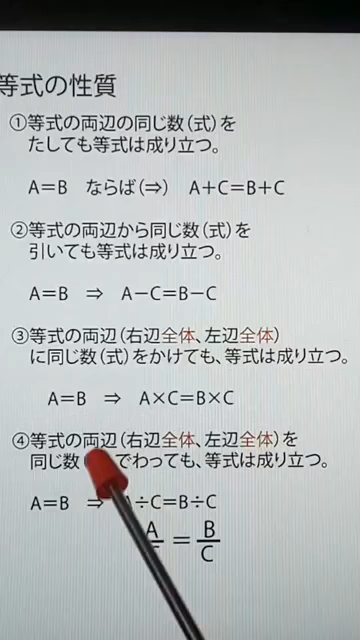 等式の性質
①等式の両辺の同じ数(式)を
たしても等式は成り立つ。
A=B ならば(⇒) A+C=B+C
②等式の両辺から同じ数(式)を
引いても等式は成り立つ。
A=B ⇒ A−C=B−C
③等式の両辺(右辺全体、左辺全体)
に同じ数(式)をかけても、等式は成り立つ。
A=B ⇒ A×C=B×C
④等式の両辺(右辺全体、左辺全体)を
同じ数 でわっても、等式は成り立つ。
A=B ⇒ ÷C=B÷C
A = B
C